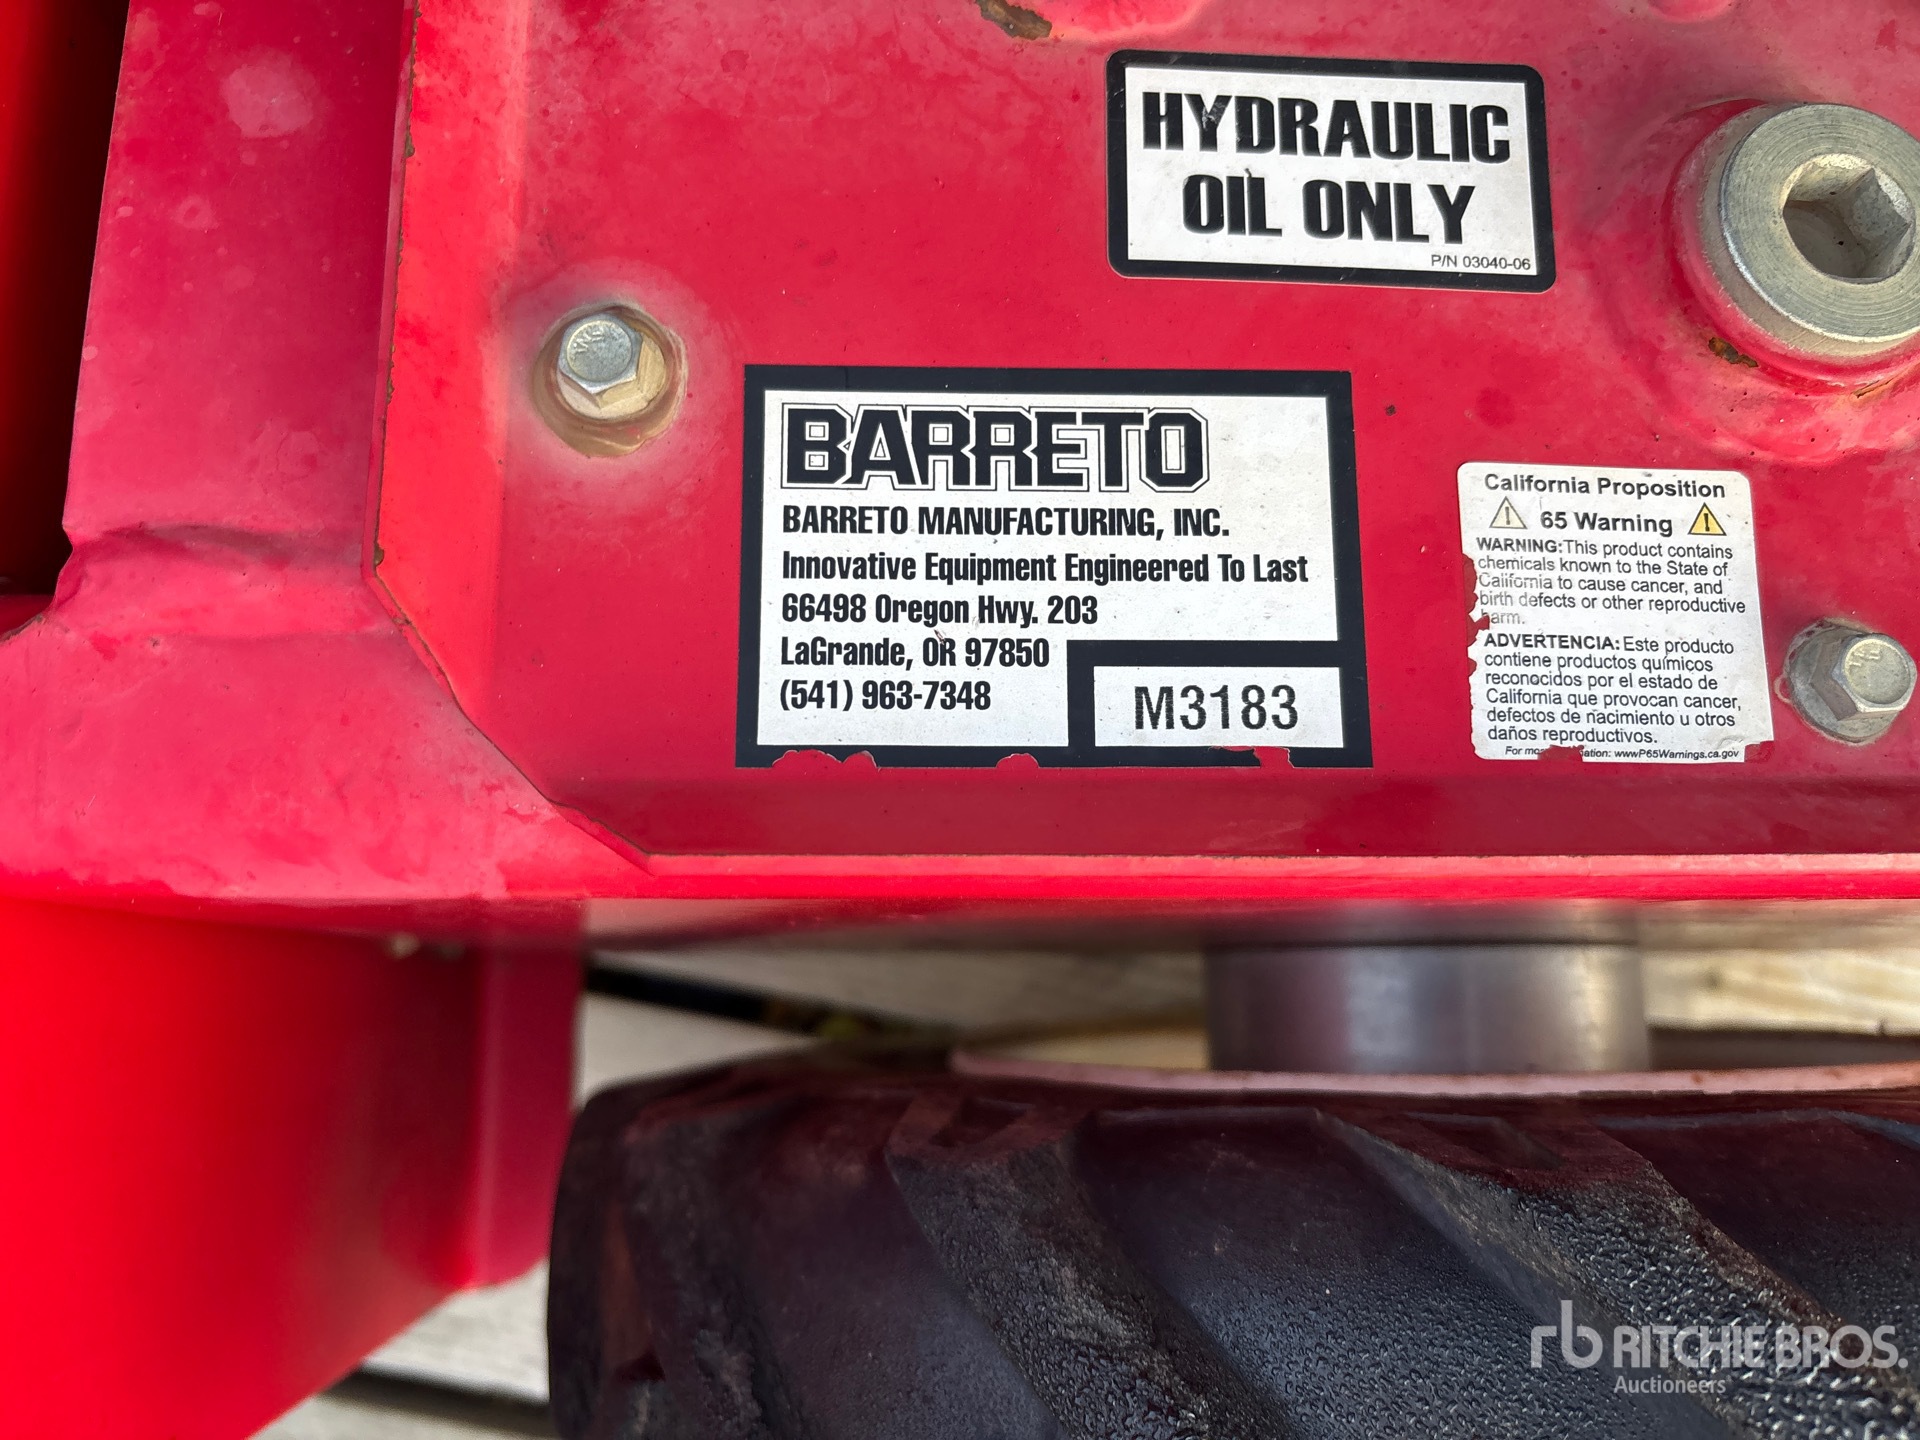 HYDRAULIC
OIL ONLY
P/N 03040-06
BARRETO
BARRETO MANUFACTURING, INC.
Innovative Equipment Engineered To Last
66498 Oregon Hwy. 203
LaGrande, OR 97850
(541) 963-7348
M3183
California Proposition
65 Warning
WARNING: This product contains
chemicals known to the State of
California to cause cancer, and
birth defects or other reproductive
harm.
ADVERTENCIA: Este producto
contiene productos químicos
reconocidos por el estado de
California que provocan cancer,
defectos de nacimiento u otros
daños reproductivos.
For www.P65Warnings.ca.gov
rb RITCHIE BROS.
Auctioneers